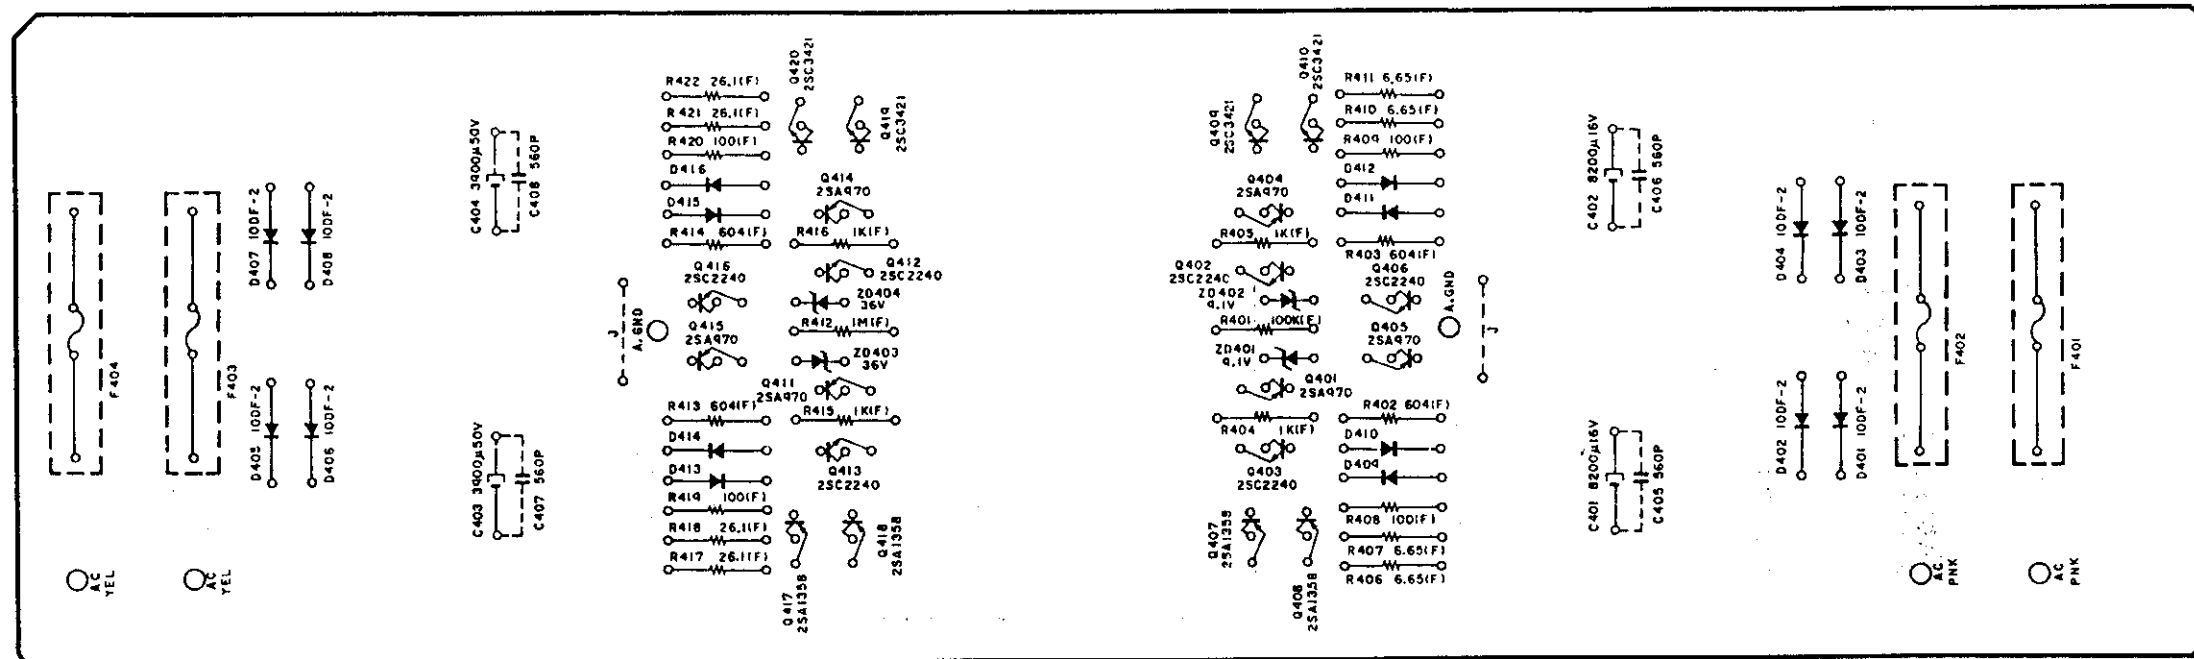 F404
AC
YEL
F403
AC
YEL
D407 10DF-2
D408 10DF-2
D405 10DF-2
D406 10DF-2
C404 3900µ50V
C408 560P
C403 3900µ50V
C407 560P
J
A.GND
R422 26.1(F)
R421 26.1(F)
R420 100(F)
D416
D415
R414 604(F)
Q416
2SC2240
Q415
2SA970
R413 604(F)
D414
D413
R419 100(F)
R418 26.1(F)
R417 26.1(F)
Q420
2SC3421
Q419
2SC3421
Q414
2SA970
R416 1K(F)
Q412
2SC2240
ZD404
36V
R412 1M(F)
ZD403
36V
Q411
2SA970
R415 1K(F)
Q413
2SC2240
Q417
2SA1358
Q418
2SA1358
Q409
2SC3421
Q410
2SC3421
Q404
2SA970
R405 1K(F)
Q402
2SC2240
ZD402
9.1V
R401 100K(F)
ZD401
9.1V
Q401
2SA970
R404 1K(F)
Q403
2SC2240
Q407
2SA1358
Q408
2SA1358
R411 6.65(F)
R410 6.65(F)
R409 100(F)
D412
D411
R403 604(F)
Q406
2SC2240
Q405
2SA970
A.GND
J
R402 604(F)
D410
D409
R408 100(F)
R407 6.65(F)
R406 6.65(F)
C402 8200µ16V
C406 560P
C401 8200µ16V
C405 560P
D404 10DF-2
D403 10DF-2
D402 10DF-2
D401 10DF-2
F402
AC
PNK
F401
AC
PNK